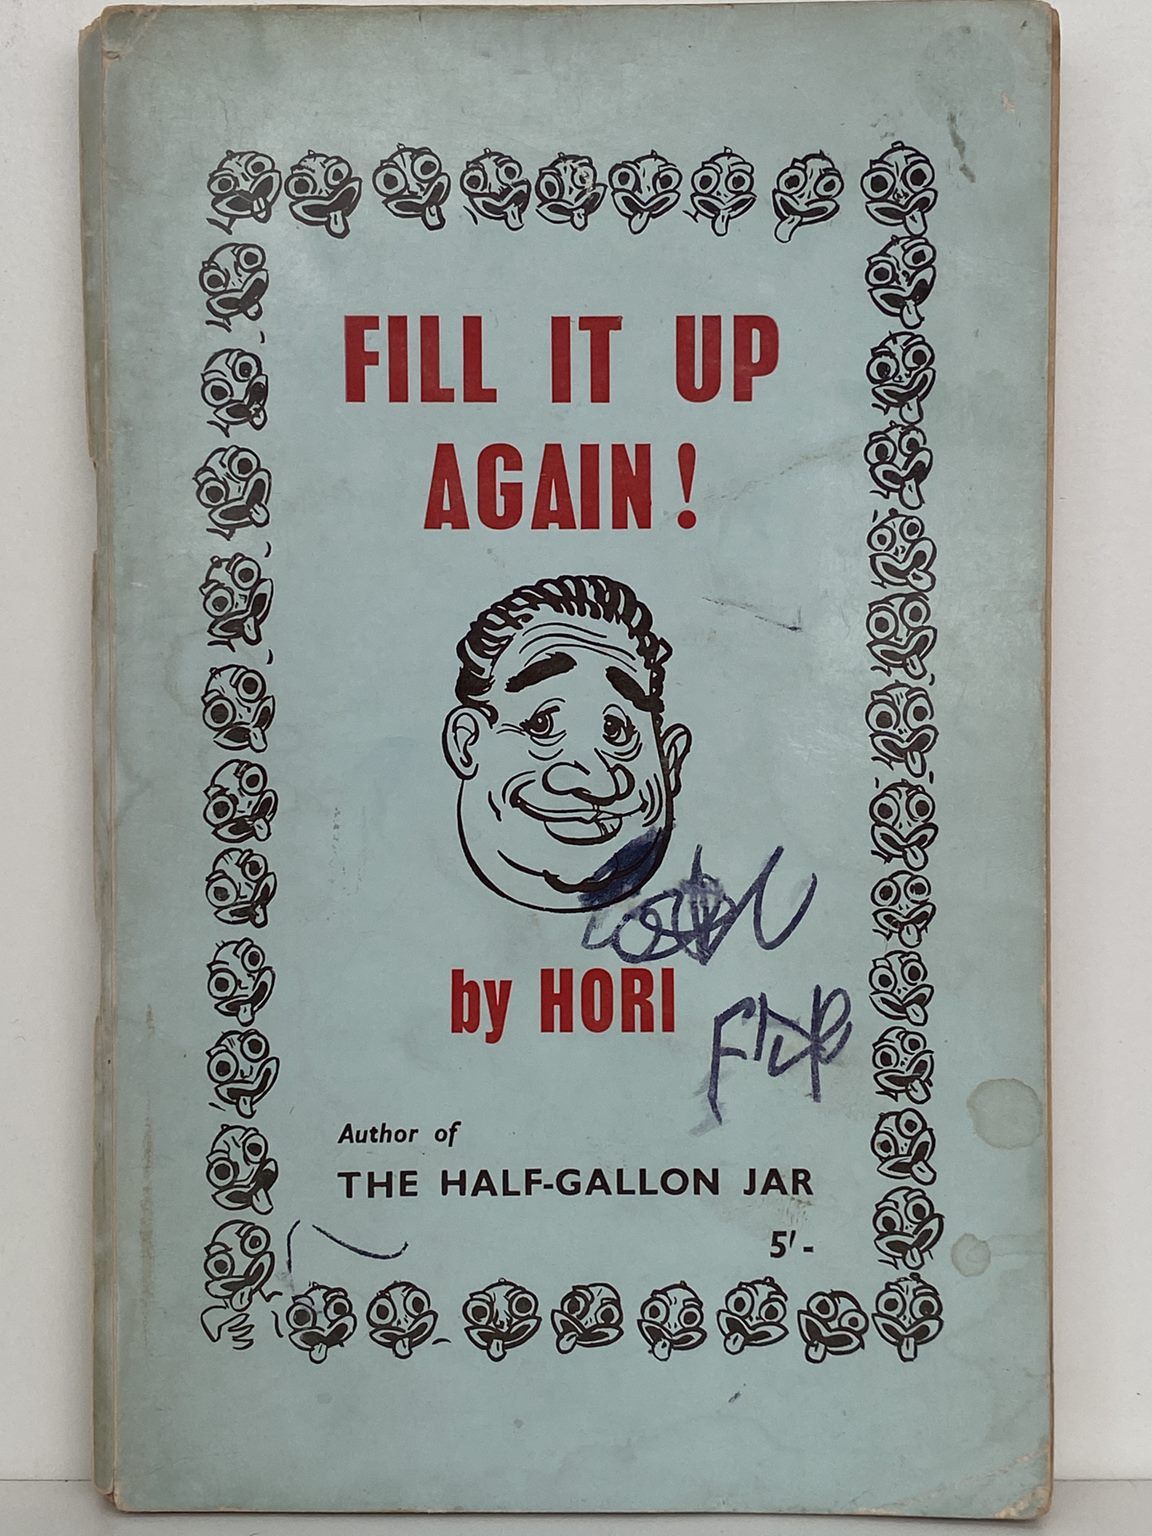 FILL IT UP
AGAIN!
by HORI
Author of
THE HALF-GALLON JAR
5'-